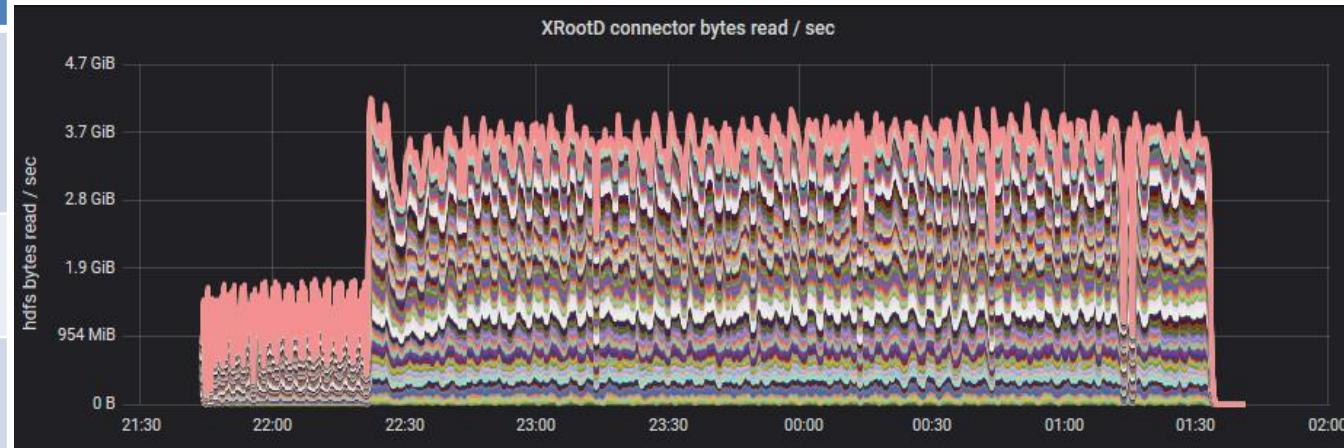 XRootD connector bytes read / sec
hdfs bytes read / sec
4.7 GiB
3.7 GiB
2.8 GiB
1.9 GiB
954 MiB
0 B
21:30 22:00 22:30 23:00 23:30 00:00 00:30 01:00 01:30 02:0